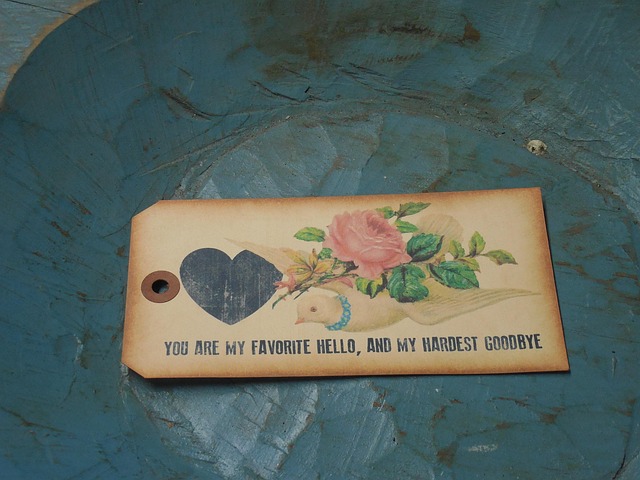 YOU ARE MY FAVORITE HELLO, AND MY HARDEST GOODBYE